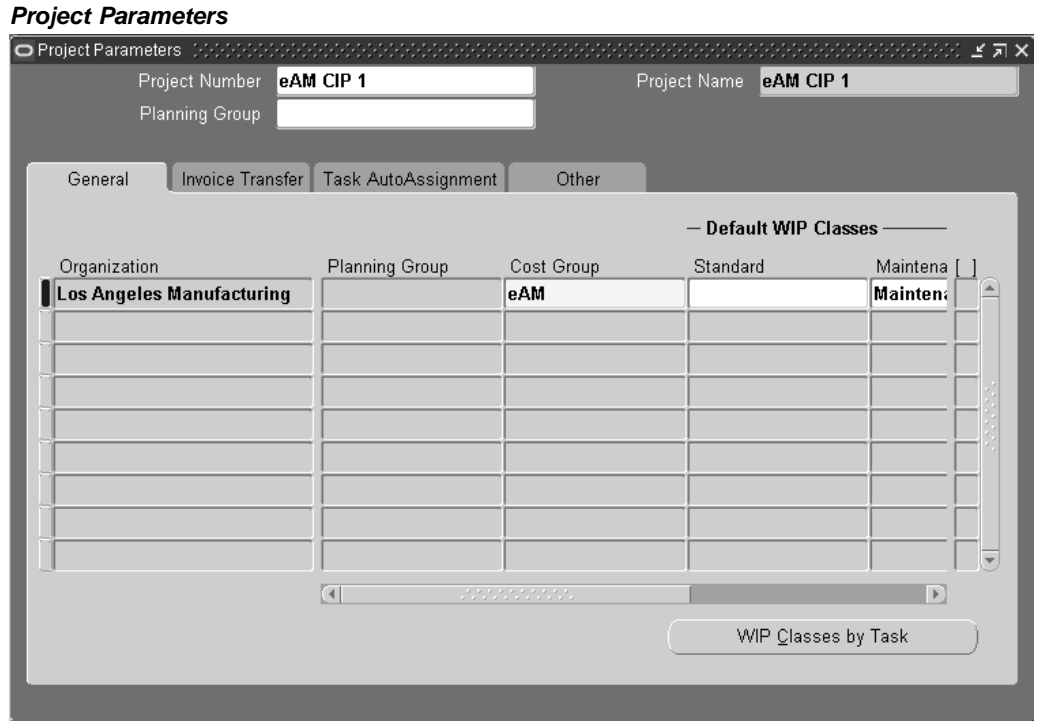 Project Parameters
Project Parameters
Project Number eAM CIP 1 Project Name eAM CIP 1
Planning Group
General Invoice Transfer Task AutoAssignment Other
Default WIP Classes
Organization Planning Group Cost Group Standard Maintena [ ]
Los Angeles Manufacturing eAM Maintena
WIP Classes by Task